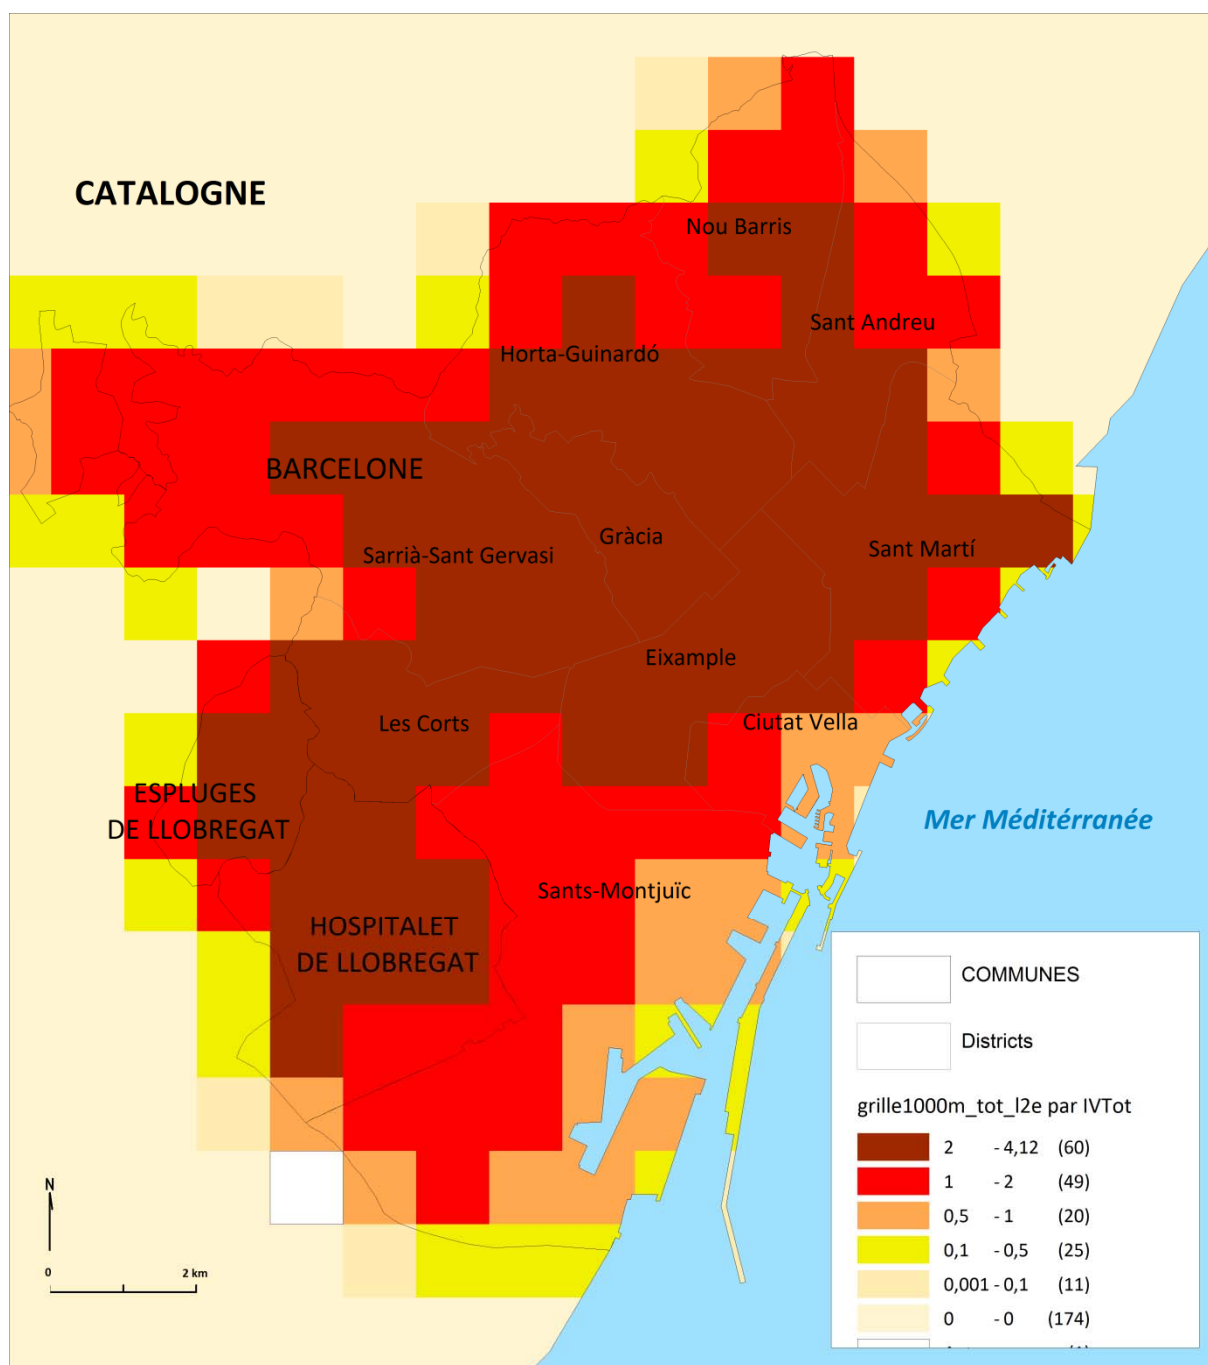 CATALOGNE
Nou Barris
Sant Andreu
Horta-Guinardó
BARCELONE
Gràcia
Sant Martí
Sarrià-Sant Gervasi
Eixample
Les Corts
Ciutat Vella
ESPLUGES
DE LLOBREGAT
Mer Méditérranée
Sants-Montjuïc
HOSPITALET
DE LLOBREGAT
COMMUNES
Districts
grille1000m_tot_l2e par IVTot
2 - 4,12 (60)
1 - 2 (49)
0,5 - 1 (20)
0,1 - 0,5 (25)
0,001 - 0,1 (11)
0 - 0 (174)
N
0 2 km